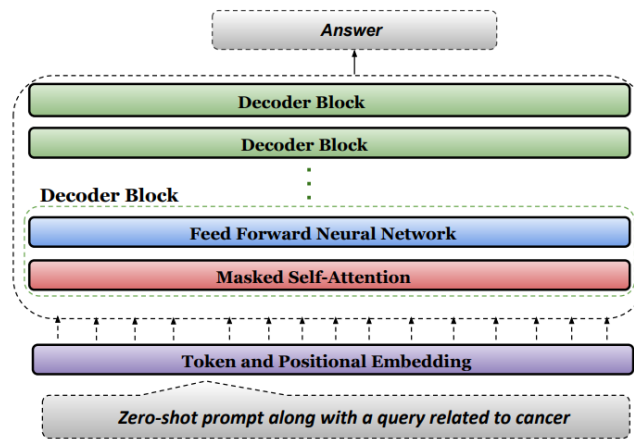 Answer
Decoder Block
Decoder Block
Decoder Block
Feed Forward Neural Network
Masked Self-Attention
Token and Positional Embedding
Zero-shot prompt along with a query related to cancer